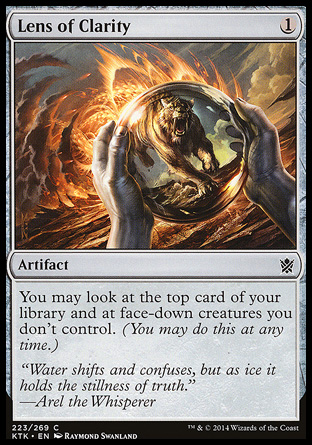 Lens of Clarity 1
Artifact
You may look at the top card of your
library and at face-down creatures you
don't control. (You may do this at any
time.)
“Water shifts and confuses, but as ice it
holds the stillness of truth.”
—Arel the Whisperer
223/269 C
KTK • EN Raymond Swanland ™ & © 2014 Wizards of the Coast